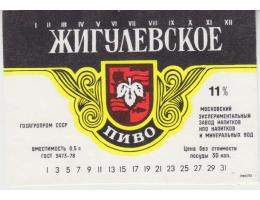 I II III IV V VI VII VIII IX X XI XII
ЖИГУЛЕВСКОЕ
11%
ГОСАГРОПРОМ СССР
МОСКОВСКИЙ
ЭКСПЕРИМЕНТАЛЬНЫЙ
ЗАВОД НАПИТКОВ
НПО НАПИТКОВ
И МИНЕРАЛЬНЫХ ВОД
ПИВО
ВМЕСТИМОСТЬ 0,5 л
ГОСТ 3473-78
Цена без стоимости
посуды 30 коп.
1 3 5 7 9 11 13 15 17 19 21 23 25 27 29 31